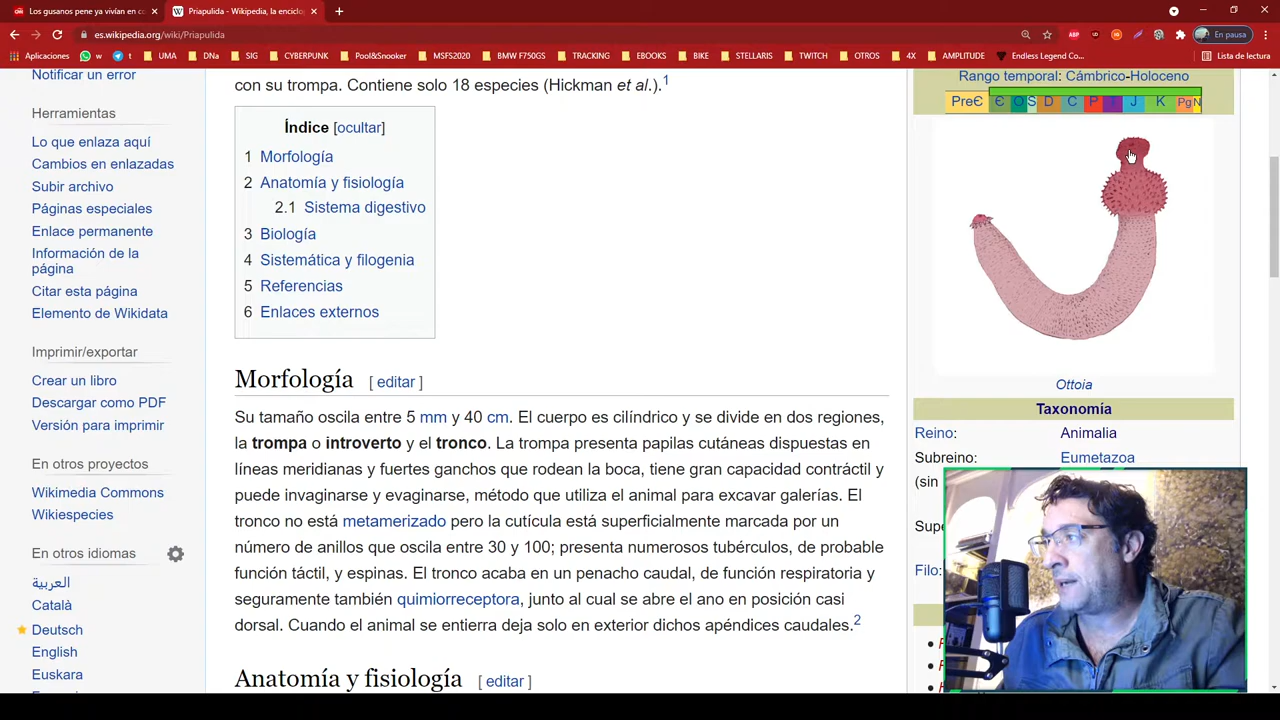 Los gusanos pene ya vivían en co
Priapulida - Wikipedia, la enciclo
es.wikipedia.org/wiki/Priapulida
En pausa
Aplicaciones
UMA
DNa
SIG
CYBERPUNK
Pool&Snooker
MSFS2020
BMW F750GS
TRACKING
EBOOKS
BIKE
STELLARIS
TWITCH
OTROS
4X
AMPLITUDE
Endless Legend Co...
Lista de lectura
Notificar un error
Herramientas
Lo que enlaza aquí
Cambios en enlazadas
Subir archivo
Páginas especiales
Enlace permanente
Información de la
página
Citar esta página
Elemento de Wikidata
Imprimir/exportar
Crear un libro
Descargar como PDF
Versión para imprimir
En otros proyectos
Wikimedia Commons
Wikiespecies
En otros idiomas
العربية
Català
Deutsch
English
Euskara
con su trompa. Contiene solo 18 especies (Hickman et al.).1
Índice [ocultar]
1 Morfología
2 Anatomía y fisiología
2.1 Sistema digestivo
3 Biología
4 Sistemática y filogenia
5 Referencias
6 Enlaces externos
Morfología [ editar ]
Su tamaño oscila entre 5 mm y 40 cm. El cuerpo es cilíndrico y se divide en dos regiones,
la trompa o introverto y el tronco. La trompa presenta papilas cutáneas dispuestas en
líneas meridianas y fuertes ganchos que rodean la boca, tiene gran capacidad contráctil y
puede invaginarse y evaginarse, método que utiliza el animal para excavar galerías. El
tronco no está metamerizado pero la cutícula está superficialmente marcada por un
número de anillos que oscila entre 30 y 100; presenta numerosos tubérculos, de probable
función táctil, y espinas. El tronco acaba en un penacho caudal, de función respiratoria y
seguramente también quimiorreceptora, junto al cual se abre el ano en posición casi
dorsal. Cuando el animal se entierra deja solo en exterior dichos apéndices caudales.2
Anatomía y fisiología [ editar ]
Rango temporal: Cámbrico-Holoceno
PreЄ Є O S D C P T J K Pg N
Ottoia
Taxonomía
Reino: Animalia
Subreino: Eumetazoa
(sin
Supe
Filo: